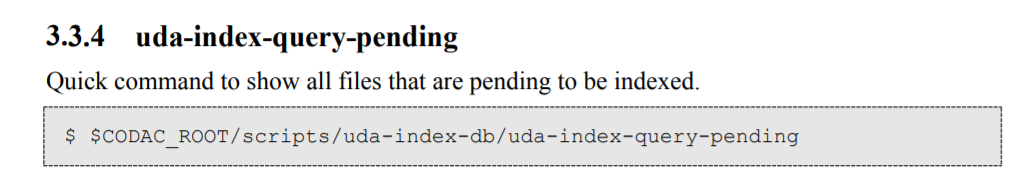 3.3.4 uda-index-query-pending
Quick command to show all files that are pending to be indexed.
$ $CODAC_ROOT/scripts/uda-index-db/uda-index-query-pending